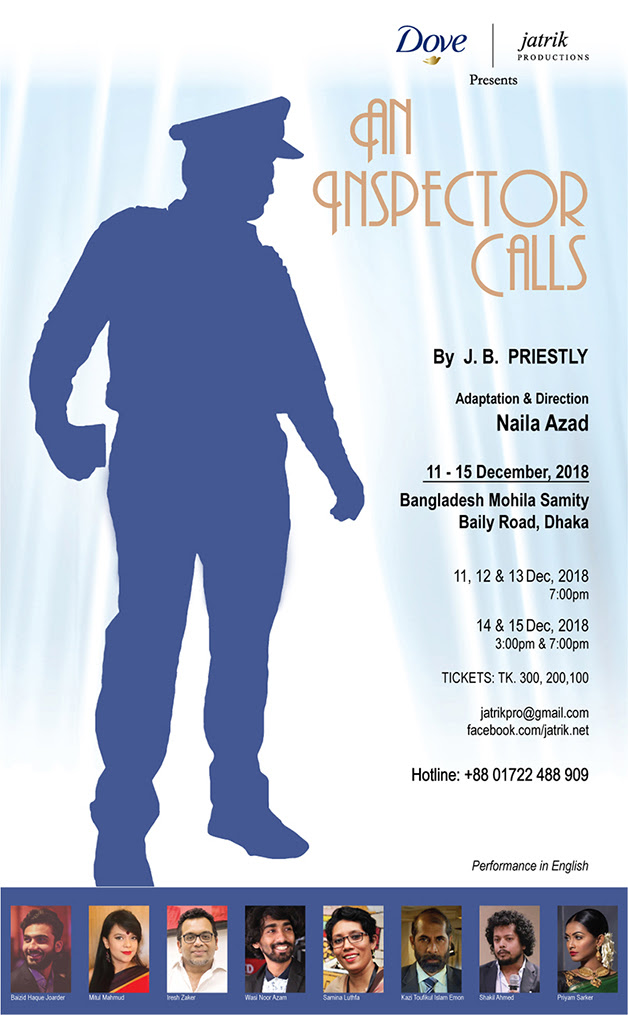 Dove
jatrik
PRODUCTIONS
Presents
AN
INSPECTOR
CALLS
By J. B. PRIESTLY
Adaptation & Direction
Naila Azad
11 - 15 December, 2018
Bangladesh Mohila Samity
Baily Road, Dhaka
11, 12 & 13 Dec, 2018
7:00pm
14 & 15 Dec, 2018
3:00pm & 7:00pm
TICKETS: TK. 300, 200,100
jatrikpro@gmail.com
facebook.com/jatrik.net
Hotline: +88 01722 488 909
Performance in English
Baizid Haque Joarder
Mitul Mahmud
Iresh Zaker
Wasi Noor Azam
Samina Luthfa
Kazi Toufikul Islam Emon
Shakil Ahmed
Priyam Sarker